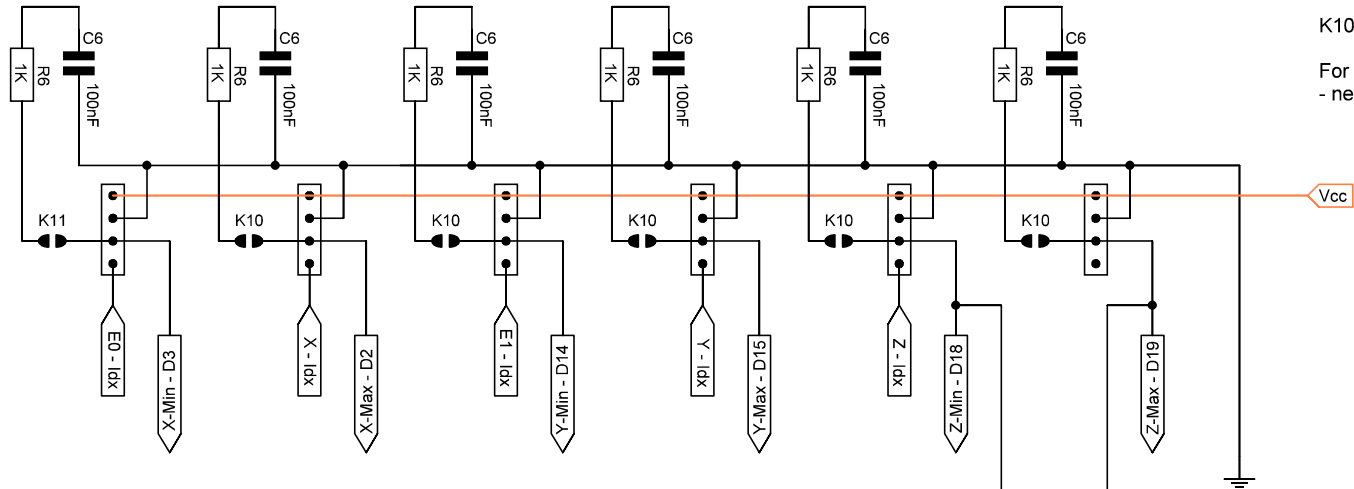 C6
R6
1K
100nF
C6
R6
1K
100nF
C6
R6
1K
100nF
C6
R6
1K
100nF
C6
R6
1K
100nF
C6
R6
1K
100nF
K10
For
- ne
Vcc
K11
K10
K10
K10
K10
K10
E0 - Idx
X-Min - D3
X - Idx
X-Max - D2
E1 - Idx
Y-Min - D14
Y - Idx
Y-Max - D15
Z - Idx
Z-Min - D18
Z-Max - D19